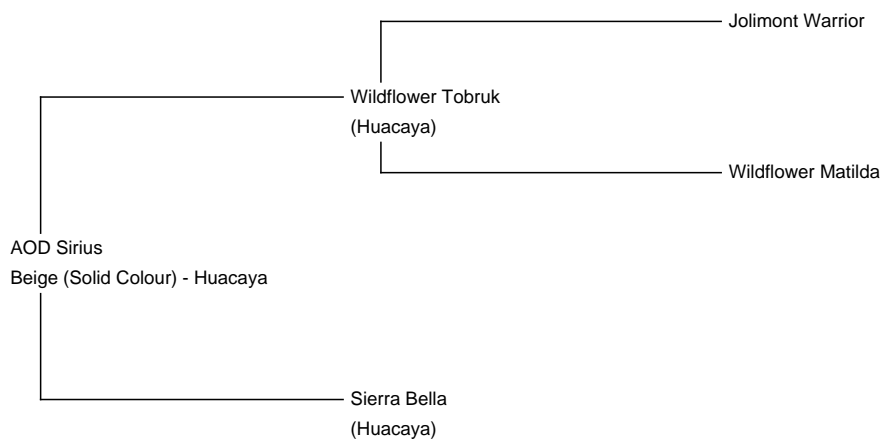 Jolimont Warrior
Wildflower Tobruk
(Huacaya)
Wildflower Matilda
AOD Sirius
Beige (Solid Colour) - Huacaya
Sierra Bella
(Huacaya)